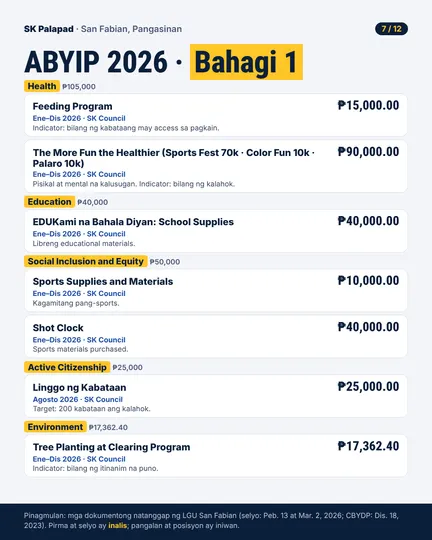 SK Palapad · San Fabian, Pangasinan
7 / 12
ABYIP 2026 · Bahagi 1
Health ₱105,000
Feeding Program ₱15,000.00
Ene–Dis 2026 · SK Council
Indicator: bilang ng kabataang may access sa pagkain.
The More Fun the Healthier (Sports Fest 70k · Color Fun 10k · ₱90,000.00
Palaro 10k)
Ene–Dis 2026 · SK Council
Pisikal at mental na kalusugan. Indicator: bilang ng kalahok.
Education ₱40,000
EDUKami na Bahala Diyan: School Supplies ₱40,000.00
Ene–Dis 2026 · SK Council
Libreng educational materials.
Social Inclusion and Equity ₱50,000
Sports Supplies and Materials ₱10,000.00
Ene–Dis 2026 · SK Council
Kagamitang pang-sports.
Shot Clock ₱40,000.00
Ene–Dis 2026 · SK Council
Sports materials purchased.
Active Citizenship ₱25,000
Linggo ng Kabataan ₱25,000.00
Agosto 2026 · SK Council
Target: 200 kabataan ang kalahok.
Environment ₱17,362.40
Tree Planting at Clearing Program ₱17,362.40
Ene–Dis 2026 · SK Council
Indicator: bilang ng itinanim na puno.
Pinagmulan: mga dokumentong natanggap ng LGU San Fabian (selyo: Peb. 13 at Mar. 2, 2026; CBYDP: Dis. 18,
2023). Pirma at selyo ay inalis; pangalan at posisyon ay iniwan.